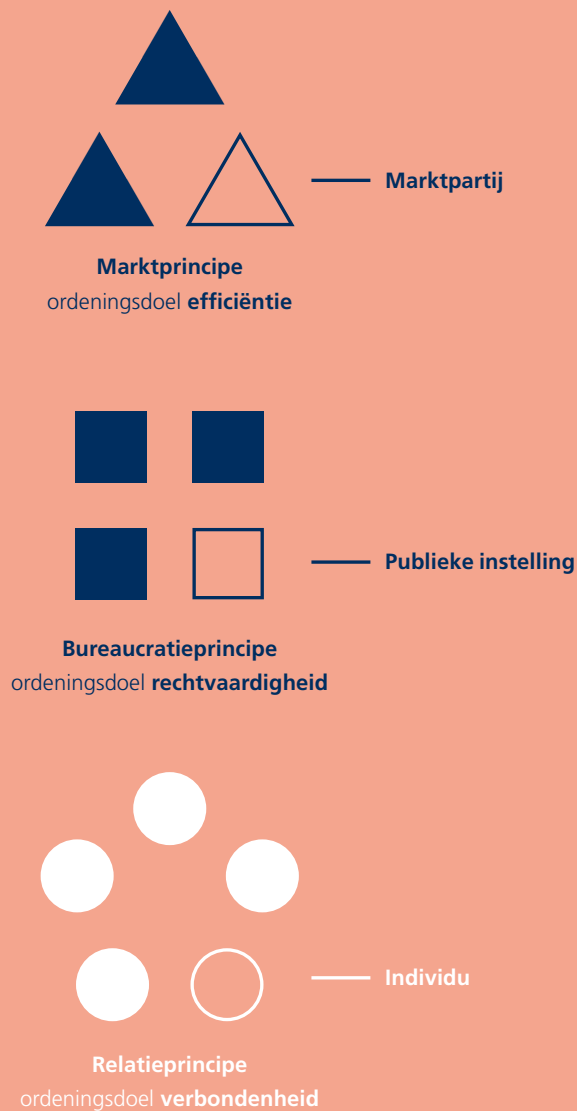 Marktpartij
Marktprincipe
ordeningsdoel efficiëntie
Publieke instelling
Bureaucratieprincipe
ordeningsdoel rechtvaardigheid
Individu
Relatieprincipe
ordeningsdoel verbondenheid